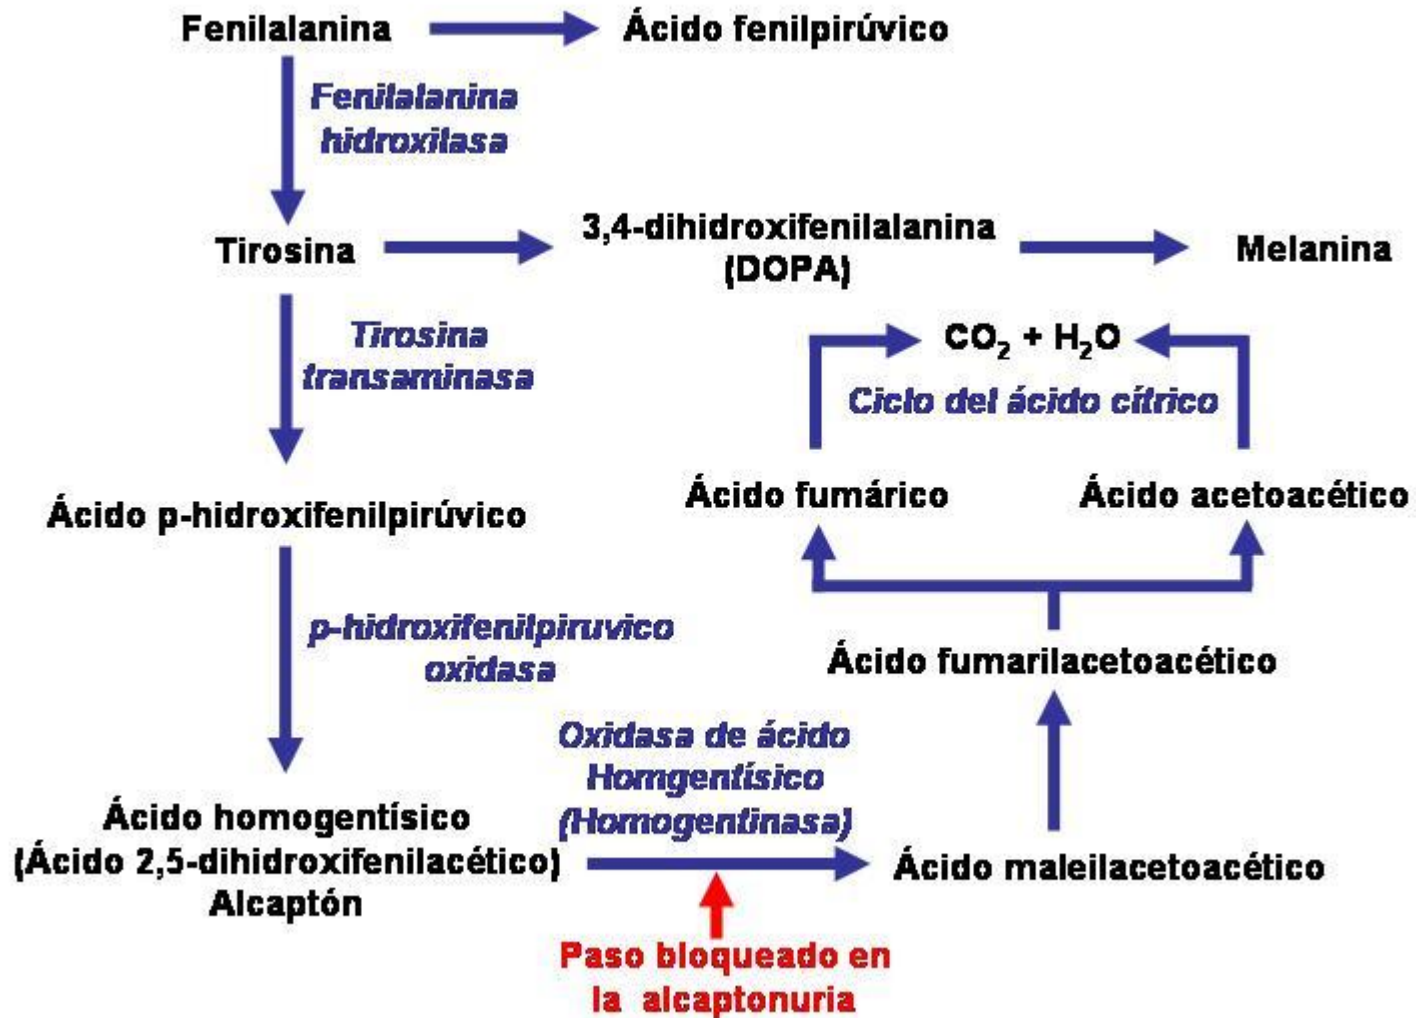 Fenilalanina
Ácido fenilpirúvico
Fenilalanina
hidroxilasa
Tirosina
3,4-dihidroxifenilalanina
(DOPA)
Melanina
Tirosina
transaminasa
CO₂ + H₂O
Ciclo del ácido cítrico
Ácido p-hidroxifenilpirúvico
Ácido fumárico
Ácido acetoacético
p-hidroxifenilpiruvico
oxidasa
Ácido fumarilacetoacético
Oxidasa de ácido
Homgentísico
(Homogentinasa)
Ácido homogentísico
(Ácido 2,5-dihidroxifenilacético)
Alcaptón
Ácido maleilacetoacético
Paso bloqueado en
la alcaptonuria